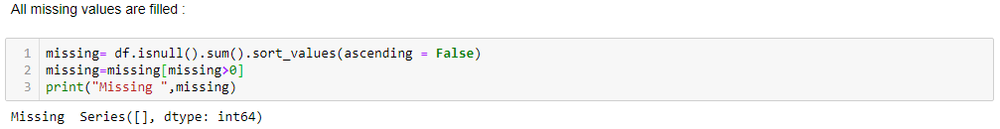 All missing values are filled :
1 missing= df.isnull().sum().sort_values(ascending = False)
2 missing=missing[missing>0]
3 print("Missing ",missing)
Missing  Series([], dtype: int64)